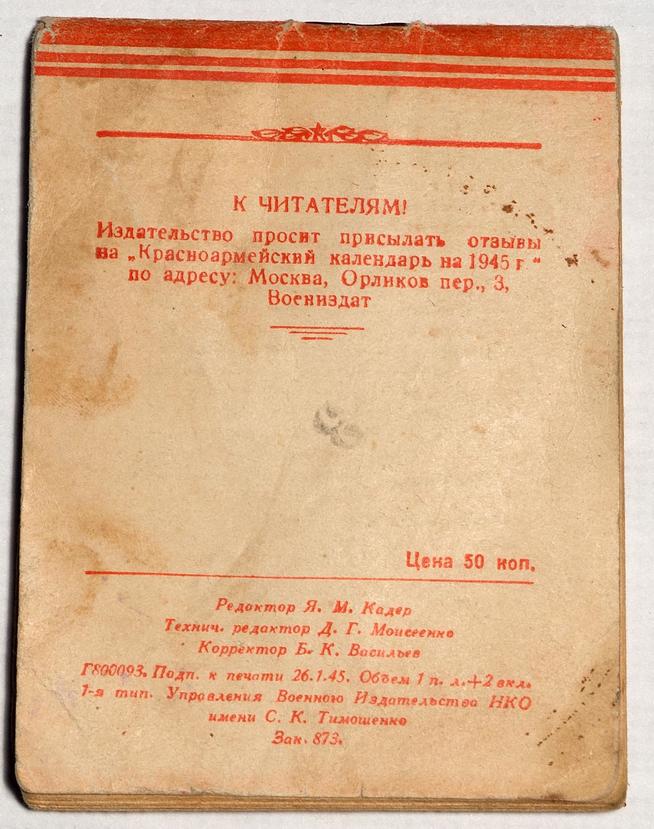 К ЧИТАТЕЛЯМ!
Издательство просит присылать отзывы
на „Красноармейский календарь на 1945 г “
по адресу: Москва, Орликов пер., 3,
Воениздат
Цена 50 коп.
Редактор Я. М. Кадер
Технич. редактор Д. Г. Моисеенко
Корректор Б. К. Васильев
Г800093. Подп. к печати 26.1.45. Объем 1 п. л.+2 вкл.
1-я тип. Управления Военного Издательства НКО
имени С. К. Тимошенко
Зак. 873.